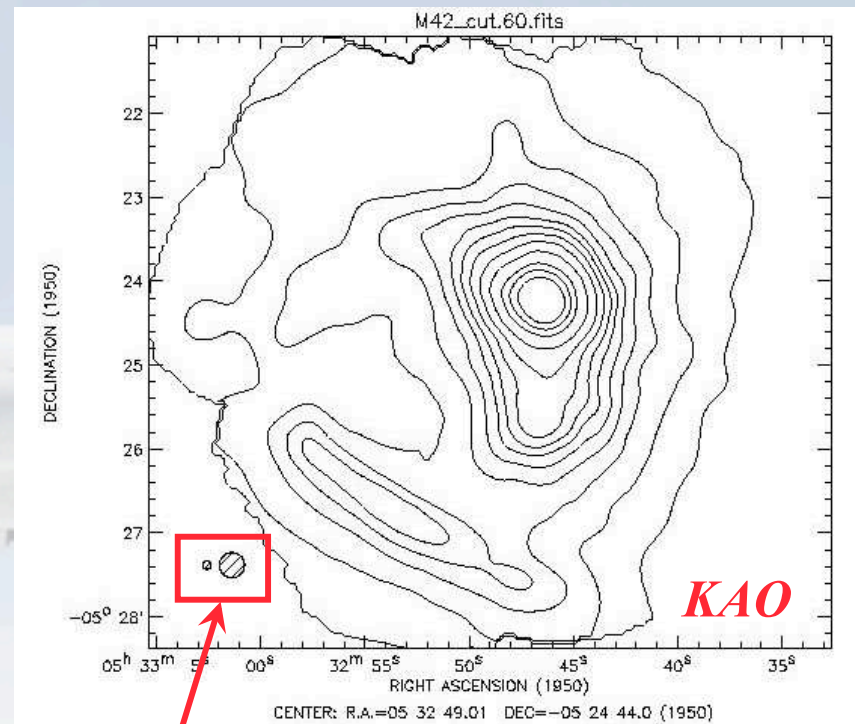 M42_cut.60.fits
22
23
24
25
26
27
-05° 28'
DECLINATION (1950)
KAO
05ʰ 33ᵐ 5ˢ 00ˢ 32ᵐ 55ˢ 50ˢ 45ˢ 40ˢ 35ˢ
RIGHT ASCENSION (1950)
CENTER: R.A.=05 32 49.01 DEC=-05 24 44.0 (1950)